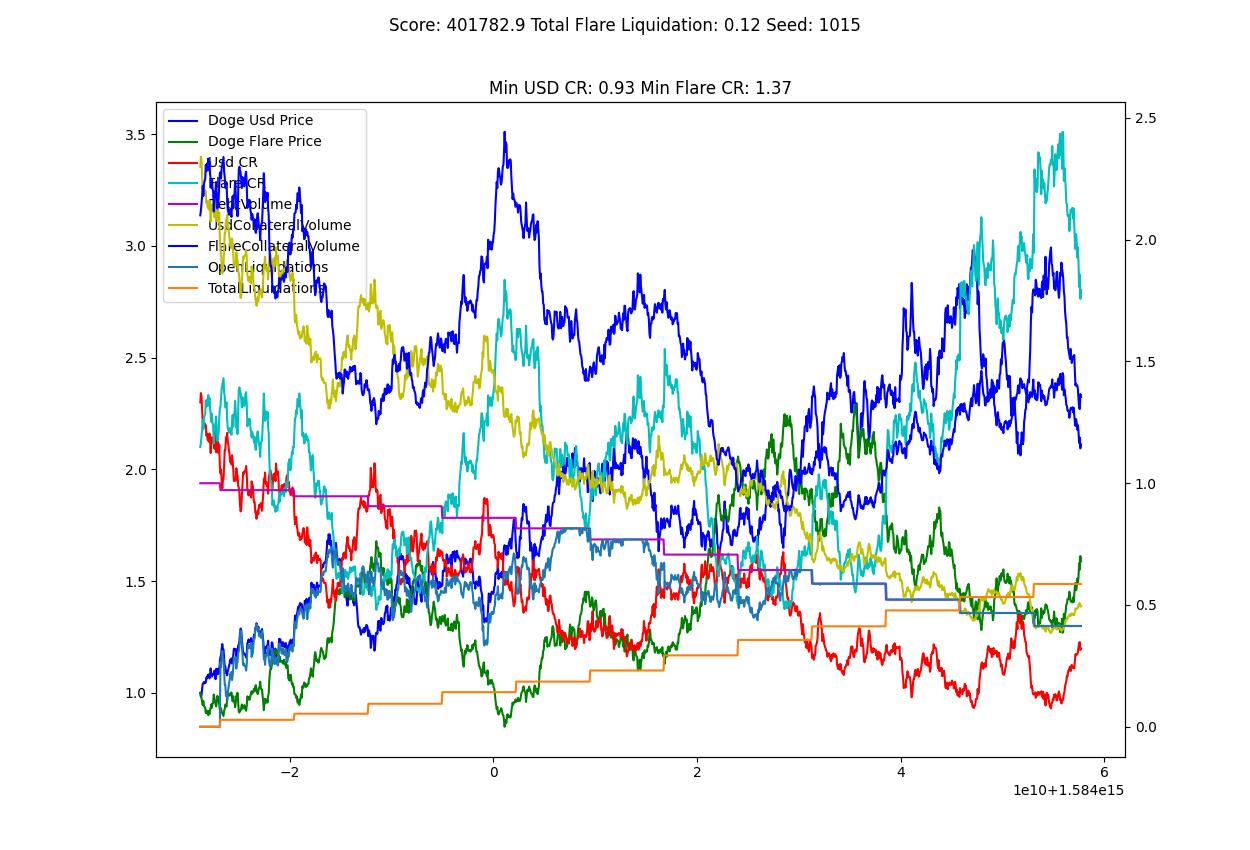 Score: 401782.9 Total Flare Liquidation: 0.12 Seed: 1015
Min USD CR: 0.93 Min Flare CR: 1.37
Doge Usd Price
Doge Flare Price
Usd CR
Flare CR
DebtVolume
UsdCollateralVolume
FlareCollateralVolume
OpenLiquidations
TotalLiquidations
3.5
3.0
2.5
2.0
1.5
1.0
2.5
2.0
1.5
1.0
0.5
0.0
−2
0
2
4
6
1e10+1.584e15